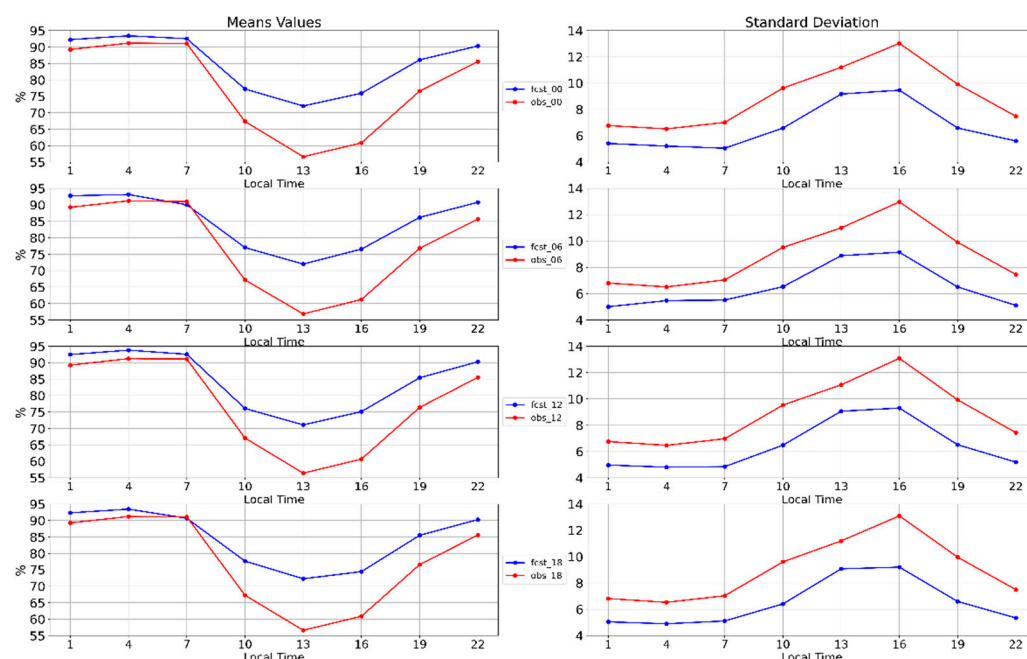 Means Values
Standard Deviation
%
95
90
85
80
75
70
65
60
55
1 4 7 10 13 16 19 22
Local Time
fcst_00
obs_00
14
12
10
8
6
4
1 4 7 10 13 16 19 22
Local Time
%
95
90
85
80
75
70
65
60
55
1 4 7 10 13 16 19 22
Local Time
fcst_06
obs_06
14
12
10
8
6
4
1 4 7 10 13 16 19 22
Local Time
%
95
90
85
80
75
70
65
60
55
1 4 7 10 13 16 19 22
Local Time
fcst_12
obs_12
14
12
10
8
6
4
1 4 7 10 13 16 19 22
Local Time
%
95
90
85
80
75
70
65
60
55
1 4 7 10 13 16 19 22
Local Time
fcst_18
obs_18
14
12
10
8
6
4
1 4 7 10 13 16 19 22
Local Time